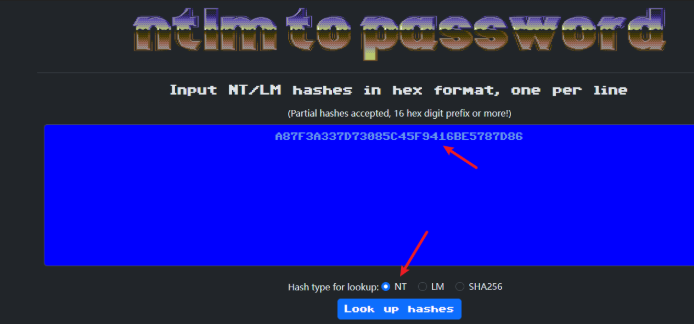 ntlm to password
Input NT/LM hashes in hex format, one per line
(Partial hashes accepted, 16 hex digit prefix or more!)
A87F3A337D73085C45F9416BE5787D86
Hash type for lookup: NT LM SHA256
Look up hashes